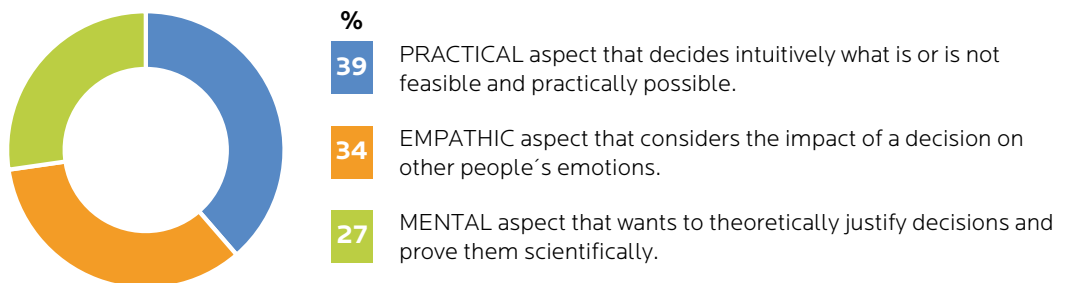 %
39 PRACTICAL aspect that decides intuitively what is or is not
feasible and practically possible.
34 EMPATHIC aspect that considers the impact of a decision on
other people´s emotions.
27 MENTAL aspect that wants to theoretically justify decisions and
prove them scientifically.